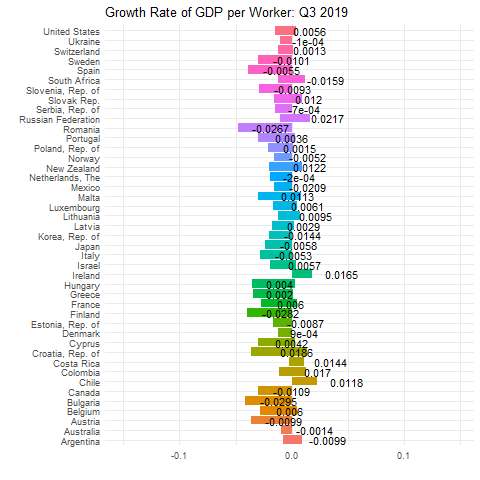 Growth Rate of GDP per Worker: Q3 2019
United States 0.0056
Ukraine -1e-04
Switzerland 0.0013
Sweden -0.0101
Spain -0.0055
South Africa -0.0159
Slovenia, Rep. of -0.0093
Slovak Rep. 0.012
Serbia, Rep. of -7e-04
Russian Federation 0.0217
Romania -0.0267
Portugal 0.0036
Poland, Rep. of 0.0015
Norway -0.0052
New Zealand 0.0122
Netherlands, The -2e-04
Mexico -0.0209
Malta 0.0113
Luxembourg 0.0061
Lithuania 0.0095
Latvia 0.0029
Korea, Rep. of -0.0144
Japan -0.0058
Italy -0.0053
Israel 0.0057
Ireland 0.0165
Hungary 0.004
Greece 0.002
France 0.006
Finland -0.0282
Estonia, Rep. of -0.0087
Denmark 9e-04
Cyprus 0.0042
Croatia, Rep. of 0.0186
Costa Rica 0.0144
Colombia 0.017
Chile 0.0118
Canada -0.0109
Bulgaria -0.0295
Belgium 0.006
Austria -0.0099
Australia -0.0014
Argentina -0.0099
-0.1 0.0 0.1